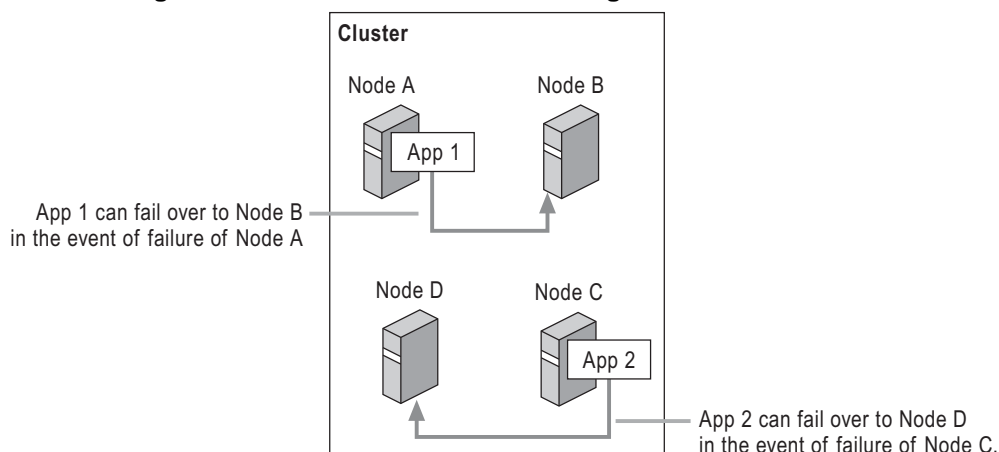 Cluster
Node A
Node B
App 1
App 1 can fail over to Node B
in the event of failure of Node A
Node D
Node C
App 2
App 2 can fail over to Node D
in the event of failure of Node C.